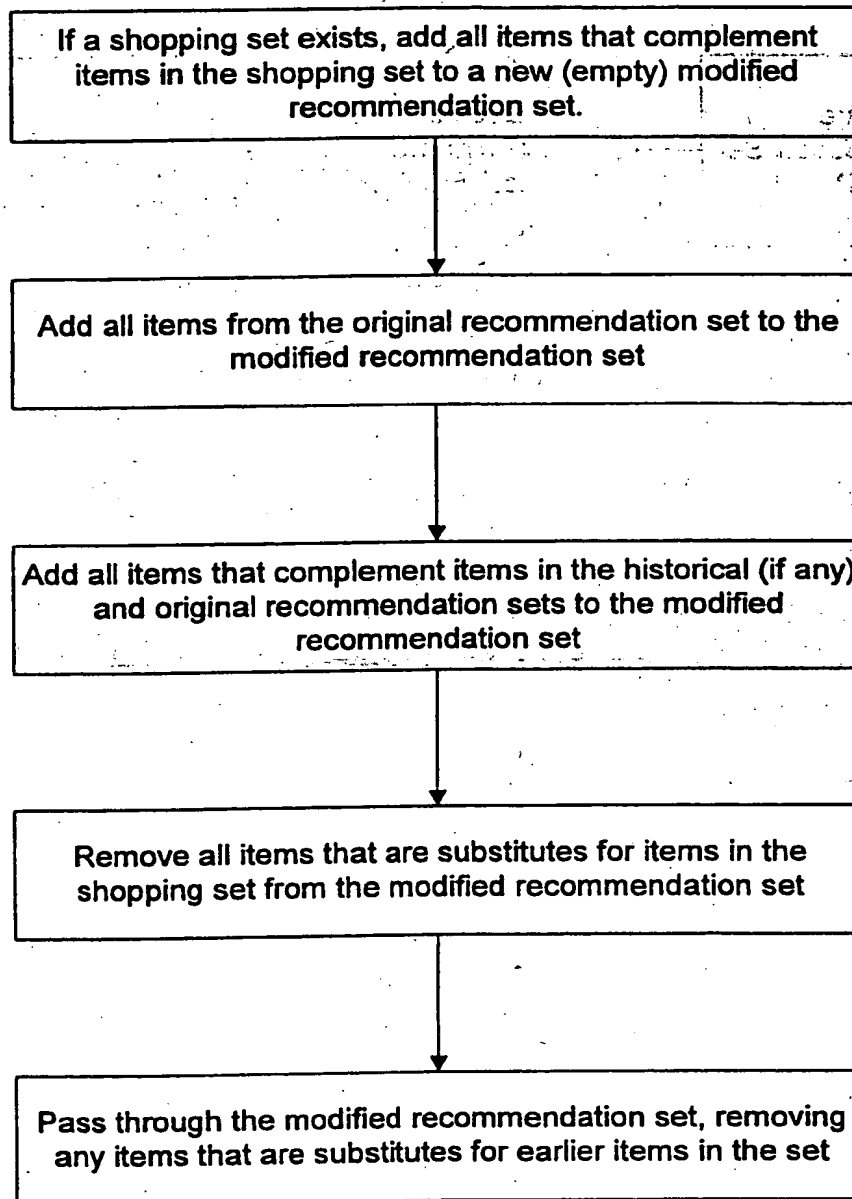 If a shopping set exists, add all items that complement
items in the shopping set to a new (empty) modified
recommendation set.
Add all items from the original recommendation set to the
modified recommendation set
Add all items that complement items in the historical (if any)
and original recommendation sets to the modified
recommendation set
Remove all items that are substitutes for items in the
shopping set from the modified recommendation set
Pass through the modified recommendation set, removing
any items that are substitutes for earlier items in the set